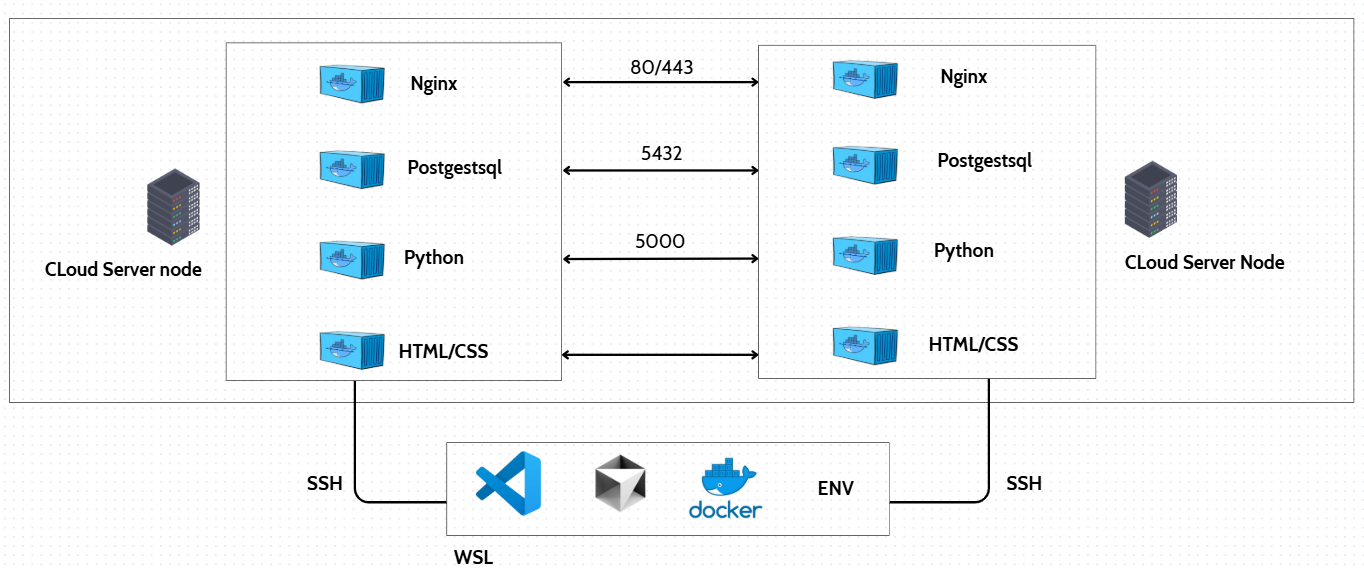 80/443
Nginx
Nginx
5432
Postgestsql
Postgestsql
5000
Python
Python
CLoud Server node
CLoud Server Node
HTML/CSS
HTML/CSS
SSH
docker
ENV
SSH
WSL